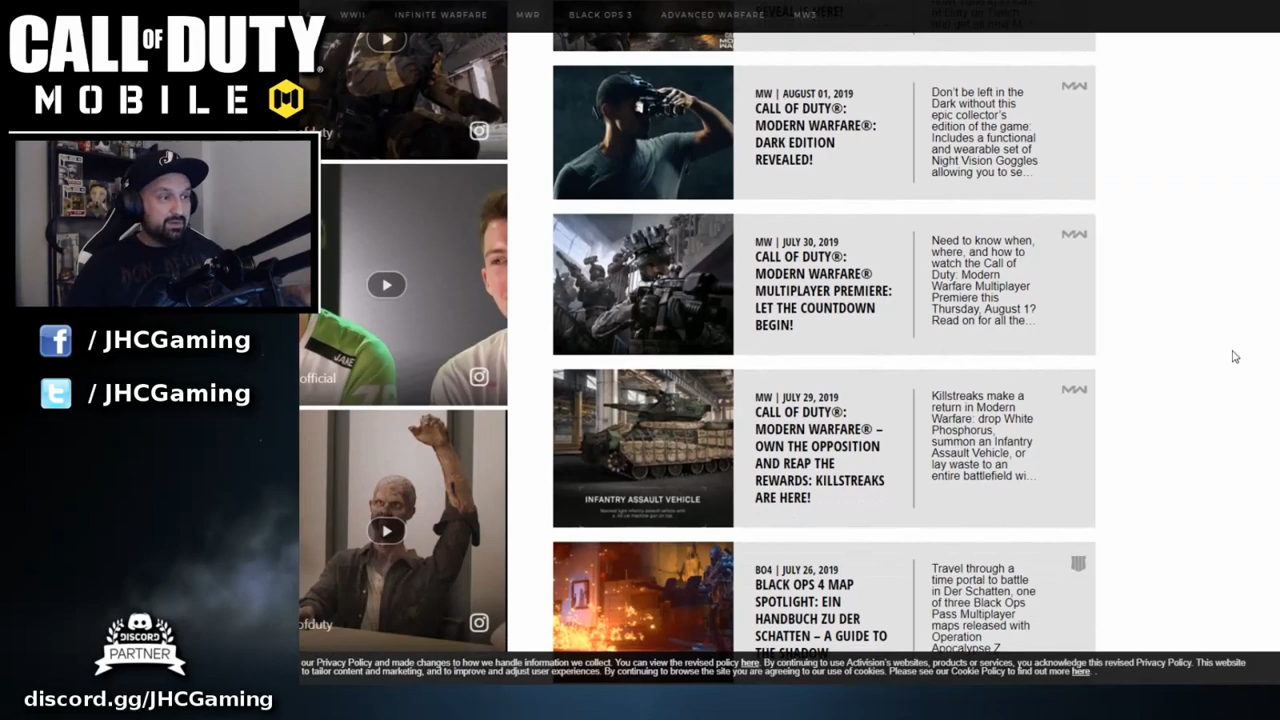 CALL OF DUTY
MOBILE
/ JHCGaming
/ JHCGaming
DISCORD
PARTNER
discord.gg/JHCGaming
WWII INFINITE WARFARE MWR BLACK OPS 3 ADVANCED WARFARE MW3
REVEAL IS HERE!
ofduty
official
JAKE
ofduty
MW | AUGUST 01, 2019
CALL OF DUTY®:
MODERN WARFARE®:
DARK EDITION
REVEALED!
Don't be left in the
Dark without this
epic collector's
edition of the game:
Includes a functional
and wearable set of
Night Vision Goggles
allowing you to se...
MW | JULY 30, 2019
CALL OF DUTY®:
MODERN WARFARE®
MULTIPLAYER PREMIERE:
LET THE COUNTDOWN
BEGIN!
Need to know when,
where, and how to
watch the Call of
Duty: Modern
Warfare Multiplayer
Premiere this
Thursday, August 1?
Read on for all the...
INFANTRY ASSAULT VEHICLE
MW | JULY 29, 2019
CALL OF DUTY®:
MODERN WARFARE® –
OWN THE OPPOSITION
AND REAP THE
REWARDS: KILLSTREAKS
ARE HERE!
Killstreaks make a
return in Modern
Warfare: drop White
Phosphorus,
summon an Infantry
Assault Vehicle, or
lay waste to an
entire battlefield wi...
BO4 | JULY 26, 2019
BLACK OPS 4 MAP
SPOTLIGHT: EIN
HANDBUCH ZU DER
SCHATTEN – A GUIDE TO
THE SHADOW
Travel through a
time portal to battle
in Der Schatten, one
of three Black Ops
Pass Multiplayer
maps released with
Operation
Apocalypse Z
our Privacy Policy and made changes to how we handle information we collect. You can view the revised policy here. By continuing to use Activision's websites, products or services, you acknowledge this revised Privacy Policy. This website
to tailor content and marketing, and to improve and adjust user experiences. By continuing to browse the site you are agreeing to our use of cookies. Please see our Cookie Policy to find out more here. .